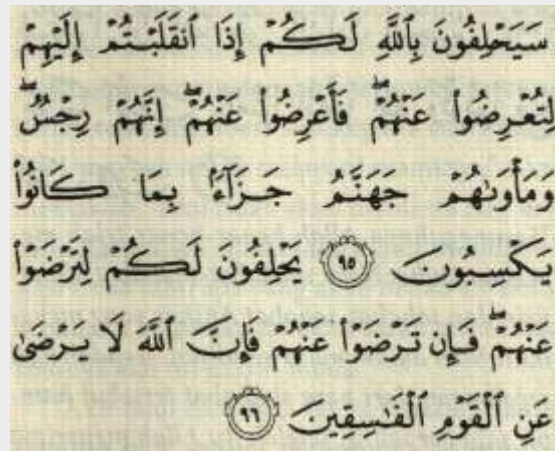 سَيَحْلِفُونَ بِٱللَّهِ لَكُمْ إِذَا ٱنقَلَبْتُمْ إِلَيْهِمْ
لِتُعْرِضُوا۟ عَنْهُمْ ۖ فَأَعْرِضُوا۟ عَنْهُمْ ۖ إِنَّهُمْ رِجْسٌ ۖ
وَمَأْوَىٰهُمْ جَهَنَّمُ جَزَآءًۢ بِمَا كَانُوا۟
يَكْسِبُونَ ٩٥ يَحْلِفُونَ لَكُمْ لِتَرْضَوْا۟
عَنْهُمْ ۖ فَإِن تَرْضَوْا۟ عَنْهُمْ فَإِنَّ ٱللَّهَ لَا يَرْضَىٰ
عَنِ ٱلْقَوْمِ ٱلْفَـٰسِقِينَ ٩٦